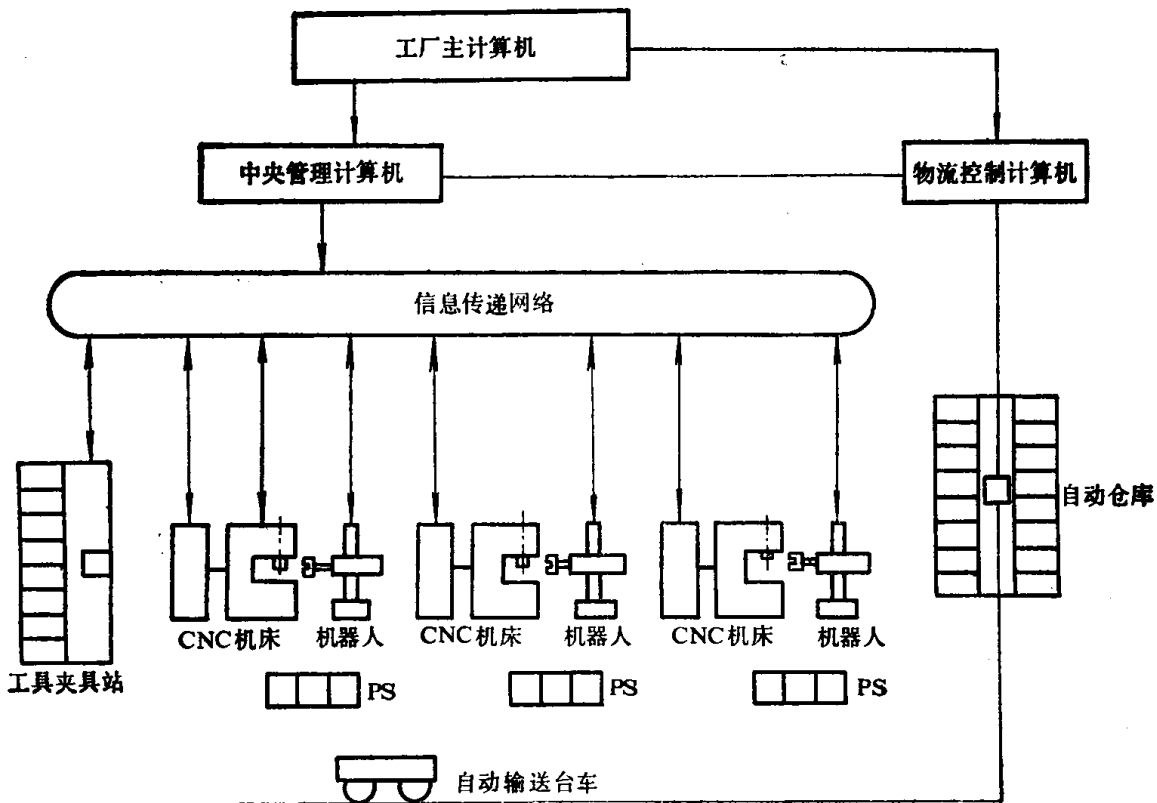 工厂主计算机
中央管理计算机
物流控制计算机
信息传递网络
自动仓库
CNC机床
机器人
CNC机床
机器人
CNC机床
机器人
工具夹具站
PS
PS
PS
自动输送台车